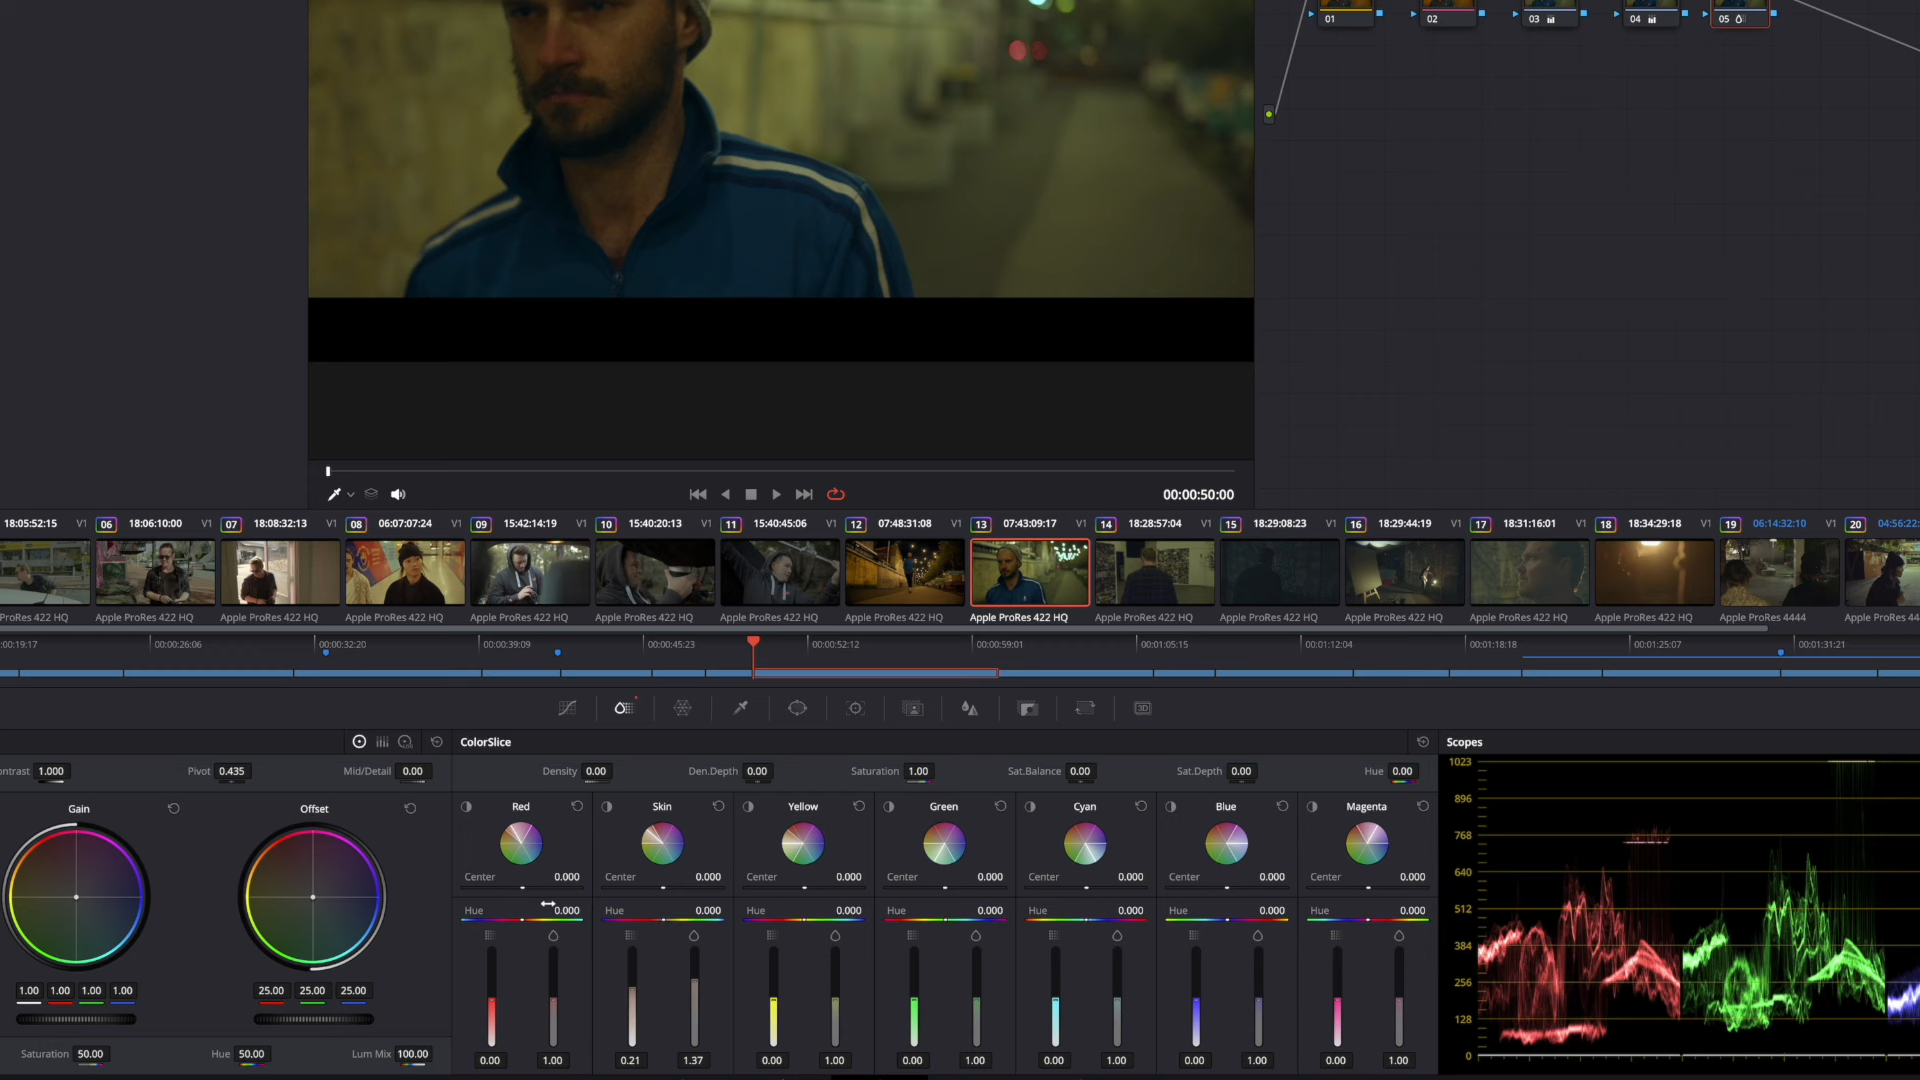 01 02 03 04 05
00:00:50:00
18:05:52:15 V1 06 18:06:10:00 V1 07 18:08:32:13 V1 08 06:07:07:24 V1 09 15:42:14:19 V1 10 15:40:20:13 V1 11 15:40:45:06 V1 12 07:48:31:08 V1 13 07:43:09:17 V1 14 18:28:57:04 V1 15 18:29:08:23 V1 16 18:29:44:19 V1 17 18:31:16:01 V1 18 18:34:29:18 V1 19 06:14:32:10 V1 20 04:56:22:
ProRes 422 HQ Apple ProRes 422 HQ Apple ProRes 422 HQ Apple ProRes 422 HQ Apple ProRes 422 HQ Apple ProRes 422 HQ Apple ProRes 422 HQ Apple ProRes 422 HQ Apple ProRes 422 HQ Apple ProRes 422 HQ Apple ProRes 422 HQ Apple ProRes 422 HQ Apple ProRes 422 HQ Apple ProRes 422 HQ Apple ProRes 4444 Apple ProRes 44
:00:19:17 00:00:26:06 00:00:32:20 00:00:39:09 00:00:45:23 00:00:52:12 00:00:59:01 00:01:05:15 00:01:12:04 00:01:18:18 00:01:25:07 00:01:31:21
3D
LOG
ColorSlice
Scopes
ontrast 1.000 Pivot 0.435 Mid/Detail 0.00
Density 0.00 Den.Depth 0.00 Saturation 1.00 Sat.Balance 0.00 Sat.Depth 0.00 Hue 0.00
Gain Offset
Red Skin Yellow Green Cyan Blue Magenta
Center 0.000 Center 0.000 Center 0.000 Center 0.000 Center 0.000 Center 0.000 Center 0.000
Hue 0.000 Hue 0.000 Hue 0.000 Hue 0.000 Hue 0.000 Hue 0.000 Hue 0.000
1.00 1.00 1.00 1.00 25.00 25.00 25.00
Saturation 50.00 Hue 50.00 Lum Mix 100.00
0.00 1.00 0.21 1.37 0.00 1.00 0.00 1.00 0.00 1.00 0.00 1.00 0.00 1.00
1023
896
768
640
512
384
256
128
0